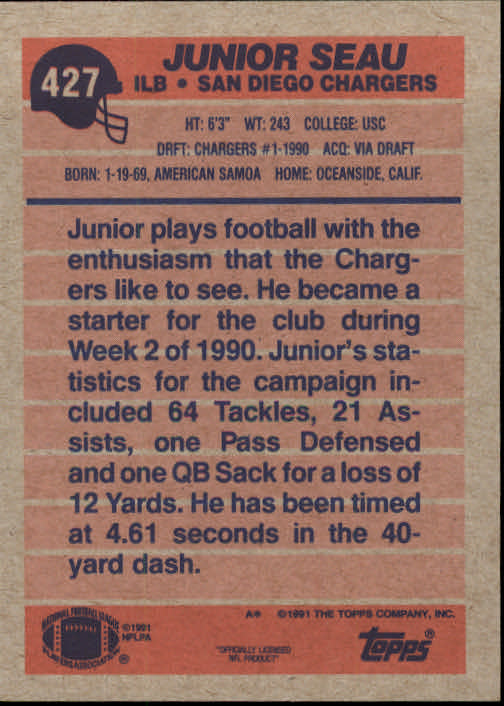 427
JUNIOR SEAU
ILB • SAN DIEGO CHARGERS
HT: 6'3" WT: 243 COLLEGE: USC
DRFT: CHARGERS #1-1990 ACQ: VIA DRAFT
BORN: 1-19-69, AMERICAN SAMOA HOME: OCEANSIDE, CALIF.
Junior plays football with the
enthusiasm that the Charg-
ers like to see. He became a
starter for the club during
Week 2 of 1990. Junior's sta-
tistics for the campaign in-
cluded 64 Tackles, 21 As-
sists, one Pass Defensed
and one QB Sack for a loss of
12 Yards. He has been timed
at 4.61 seconds in the 40-
yard dash.
NATIONAL FOOTBALL LEAGUE
PLAYERS ASSOCIATION
®
©1991
NFLPA
"OFFICIALLY LICENSED
NFL PRODUCT"
A* ©1991 THE TOPPS COMPANY, INC.
topps®